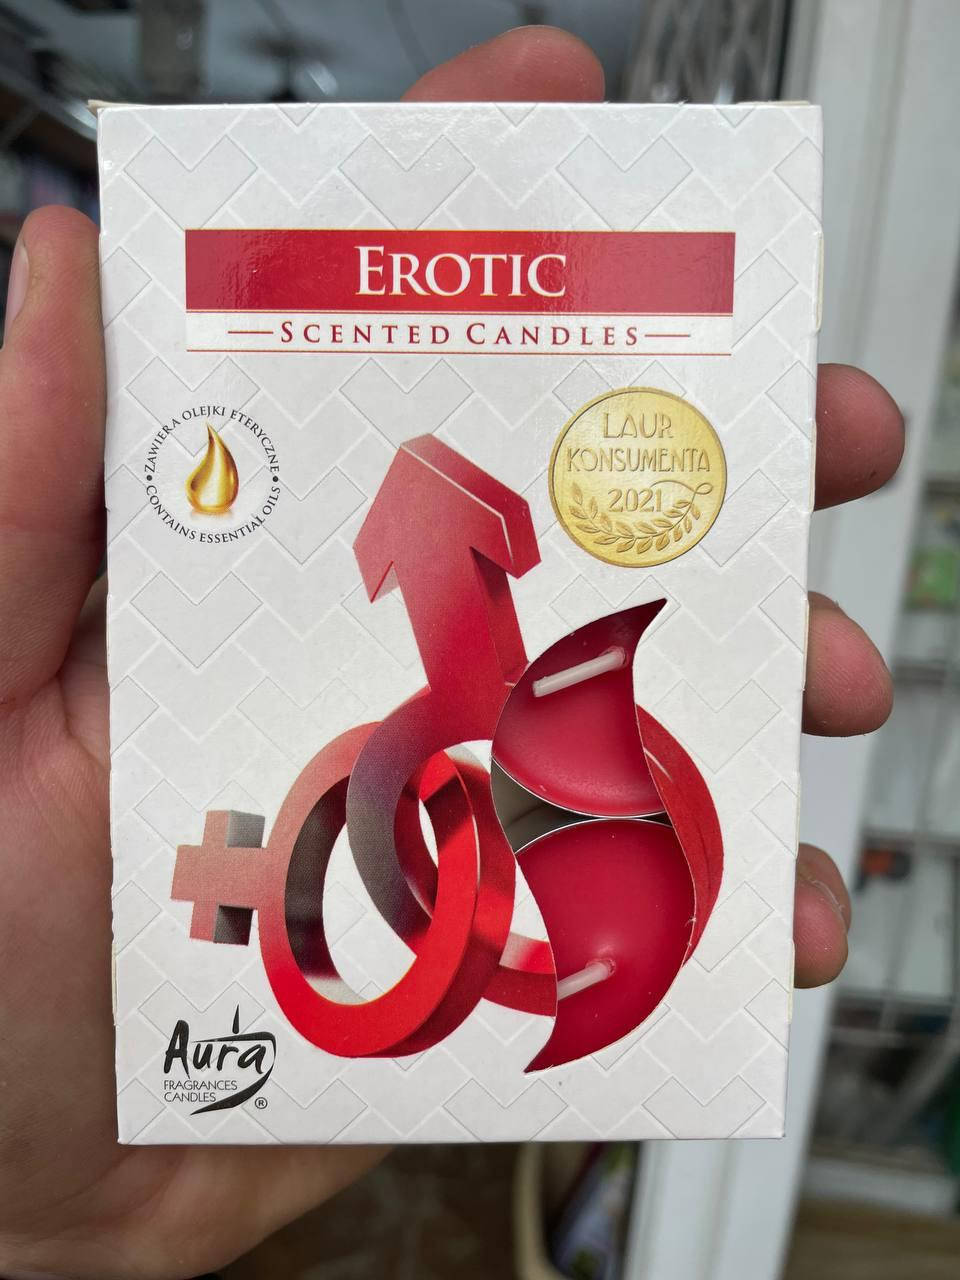 EROTIC
SCENTED CANDLES
• ZAWIERA OLEJKI ETERYCZNE •
CONTAINS ESSENTIAL OILS
LAUR
KONSUMENTA
2021
Aura
FRAGRANCES
CANDLES
®